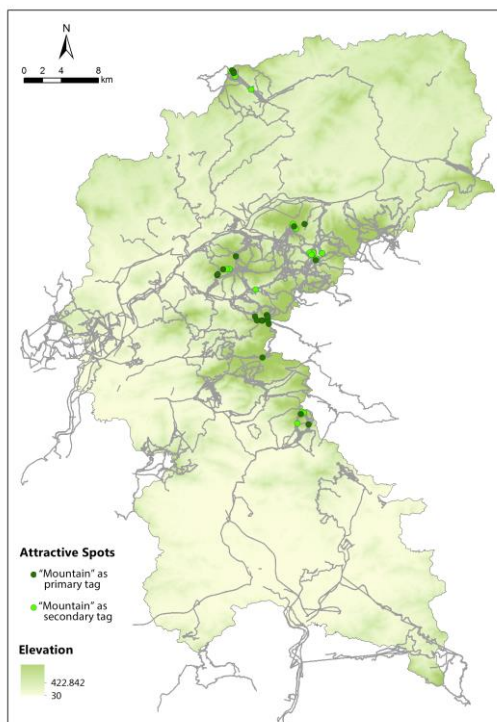 N
0 2 4 8
km
Attractive Spots
"Mountain" as
primary tag
"Mountain" as
secondary tag
Elevation
422.842
30